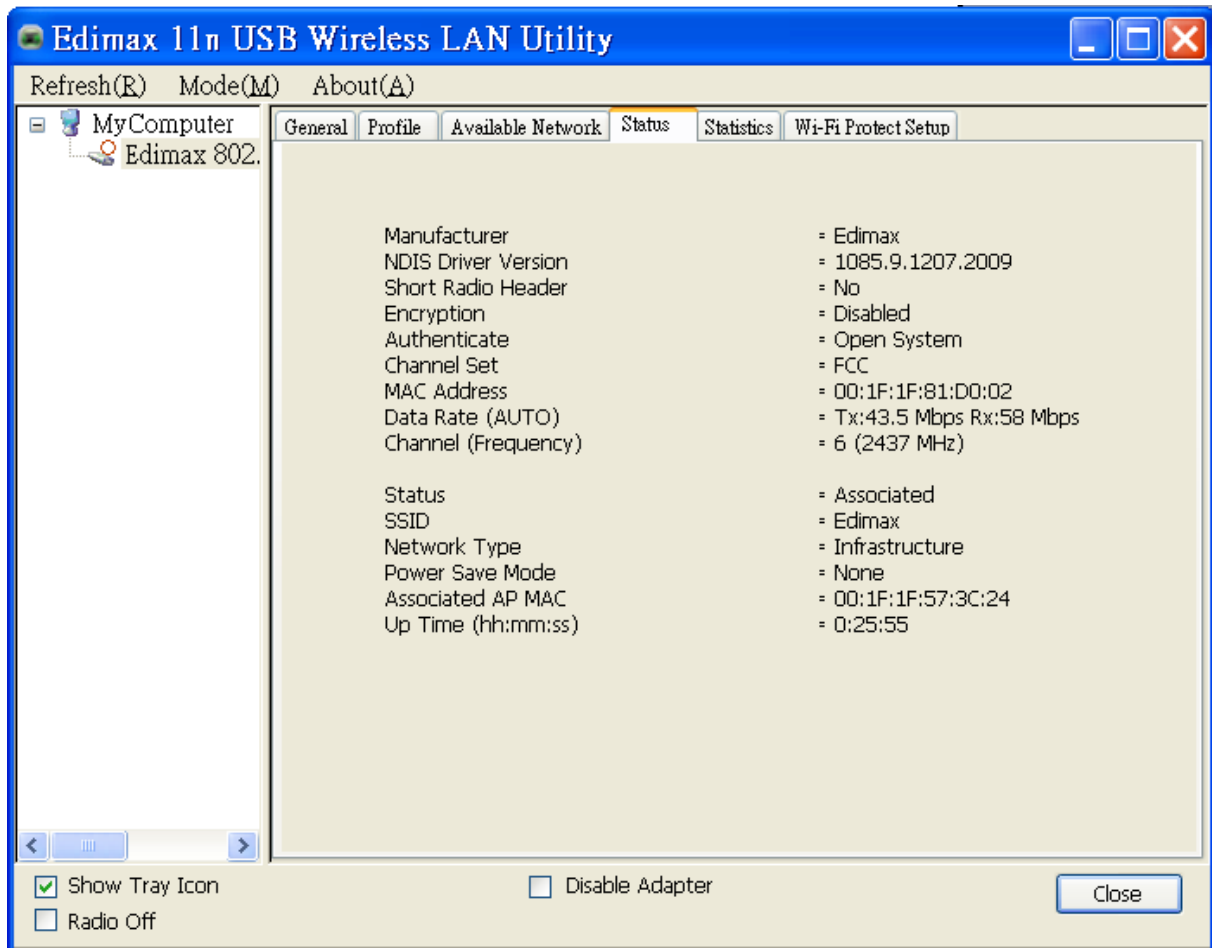 Edimax 11n USB Wireless LAN Utility
Refresh(R) Mode(M) About(A)
MyComputer
Edimax 802.
General Profile Available Network Status Statistics Wi-Fi Protect Setup
Manufacturer = Edimax
NDIS Driver Version = 1085.9.1207.2009
Short Radio Header = No
Encryption = Disabled
Authenticate = Open System
Channel Set = FCC
MAC Address = 00:1F:1F:81:D0:02
Data Rate (AUTO) = Tx:43.5 Mbps Rx:58 Mbps
Channel (Frequency) = 6 (2437 MHz)
Status = Associated
SSID = Edimax
Network Type = Infrastructure
Power Save Mode = None
Associated AP MAC = 00:1F:1F:57:3C:24
Up Time (hh:mm:ss) = 0:25:55
Show Tray Icon Disable Adapter Close
Radio Off